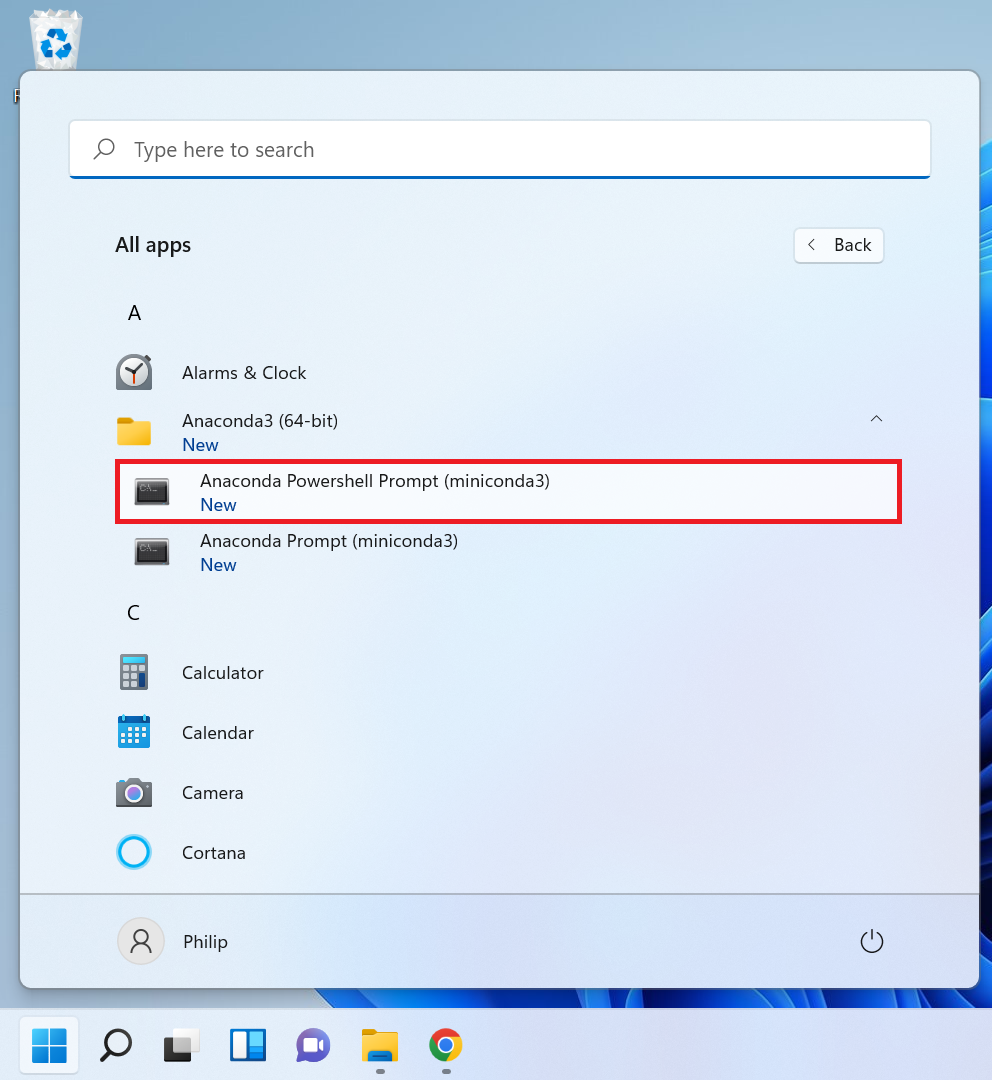 Type here to search
All apps
Back
A
Alarms & Clock
Anaconda3 (64-bit)
New
Anaconda Powershell Prompt (miniconda3)
New
Anaconda Prompt (miniconda3)
New
C
Calculator
Calendar
Camera
Cortana
Philip